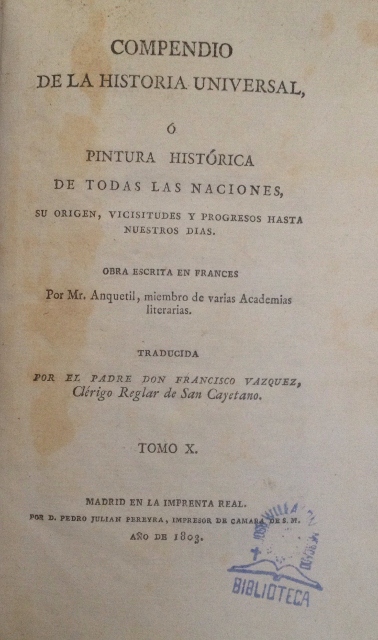 COMPENDIO
DE LA HISTORIA UNIVERSAL,
Ó
PINTURA HISTÓRICA
DE TODAS LAS NACIONES,
SU ORIGEN, VICISITUDES Y PROGRESOS HASTA
NUESTROS DIAS.
OBRA ESCRITA EN FRANCES
Por Mr. Anquetil, miembro de varias Academias
literarias.
TRADUCIDA
POR EL PADRE DON FRANCISCO VAZQUEZ,
Clérigo Reglar de San Cayetano.
TOMO X.
MADRID EN LA IMPRENTA REAL.
POR D. PEDRO JULIAN PEREYRA, IMPRESOR DE CAMARA DE S. M.
AÑO DE 1803.
BIBLIOTECA